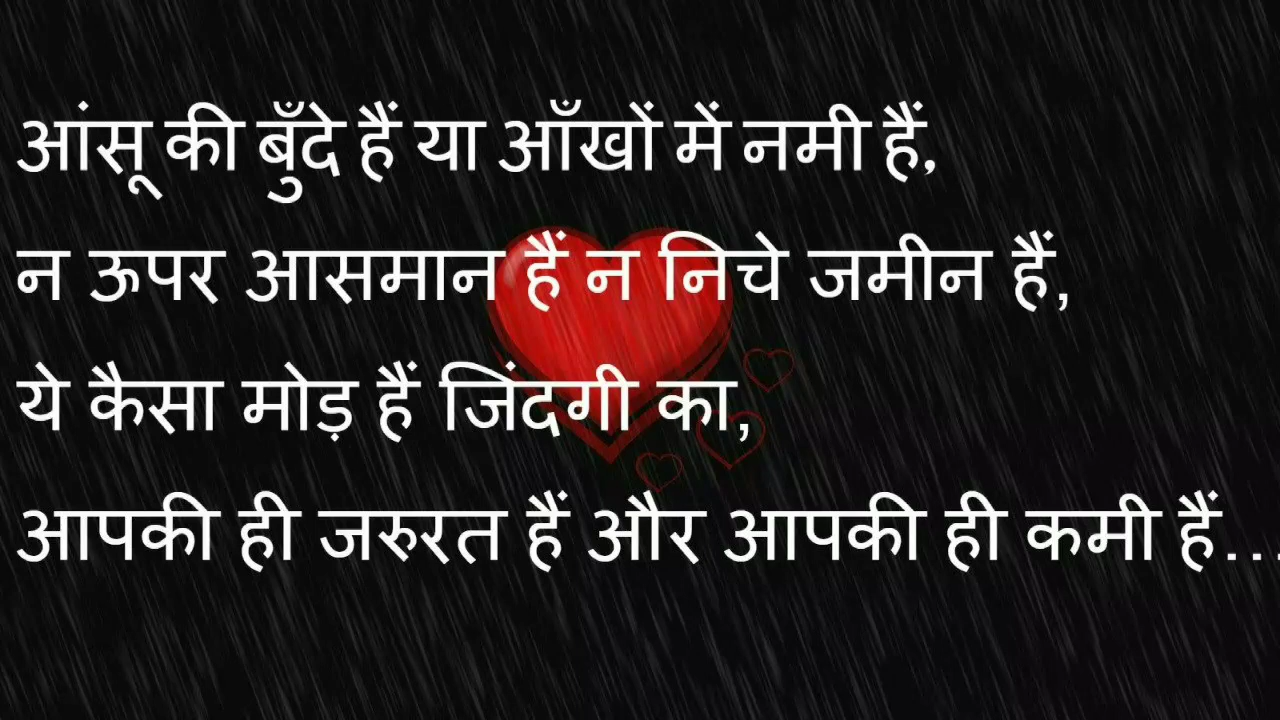 आंसू की बुँदे हैं या आँखों में नमी हैं,
न ऊपर आसमान हैं न निचे जमीन हैं,
ये कैसा मोड़ हैं जिंदगी का,
आपकी ही जरुरत हैं और आपकी ही कमी हैं...